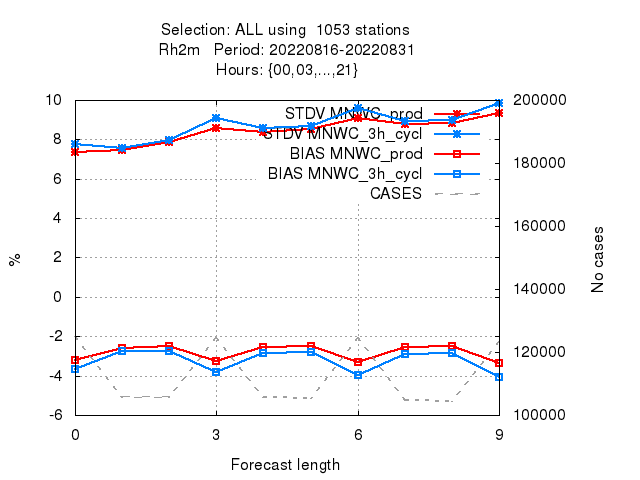 Selection: ALL using  1053 stations
Rh2m   Period: 20220816-20220831
Hours: {00,03,...,21}
10
8
6
4
2
0
-2
-4
-6
%
200000
180000
160000
140000
120000
100000
No cases
STDV MNWC_prod
STDV MNWC_3h_cycl
BIAS MNWC_prod
BIAS MNWC_3h_cycl
CASES
0 3 6 9
Forecast length